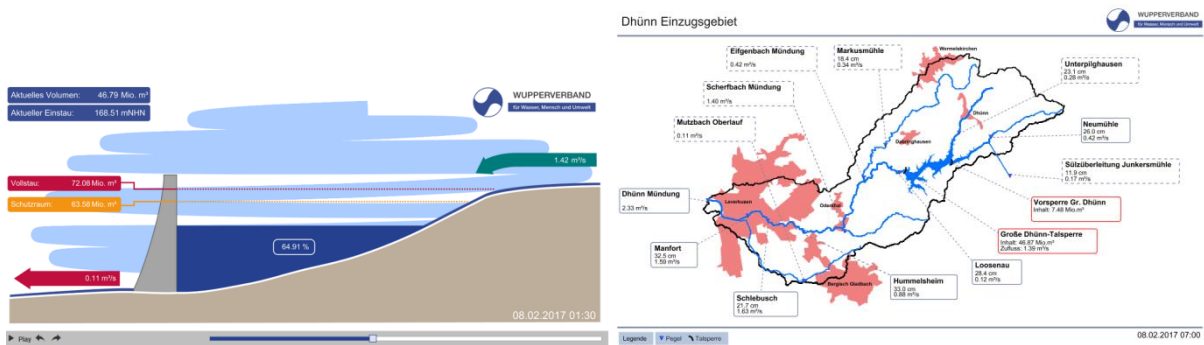 Aktuelles Volumen: 46.79 Mio. m³
Aktueller Einstau: 168.51 mNHN
WUPPERVERBAND
für Wasser, Mensch und Umwelt
1.42 m³/s
Vollstau: 72.08 Mio. m³
Schutzraum: 63.58 Mio. m³
64.91 %
0.11 m³/s
08.02.2017 01:30
Play
Dhünn Einzugsgebiet
WUPPERVERBAND
für Wasser, Mensch und Umwelt
Eifgenbach Mündung
0.42 m³/s
Markusmühle
18.4 cm
0.34 m³/s
Wermelskirchen
Unterpilghausen
23.1 cm
0.28 m³/s
Scherfbach Mündung
1.40 m³/s
Mutzbach Oberlauf
0.11 m³/s
Dhünn
Dabringhausen
Neumühle
26.0 cm
0.42 m³/s
Sülzüberleitung Junkersmühle
11.9 cm
0.17 m³/s
Dhünn Mündung
2.33 m³/s
Leverkusen
Odenthal
Vorsperre Gr. Dhünn
Inhalt: 7.48 Mio.m³
Große Dhünn-Talsperre
Inhalt: 46.87 Mio.m³
Zufluss: 1.39 m³/s
Manfort
32.5 cm
1.59 m³/s
Loosenau
28.4 cm
0.12 m³/s
Bergisch Gladbach
Hummelsheim
33.0 cm
0.88 m³/s
Schlebusch
21.7 cm
1.63 m³/s
Legende
Pegel
Talsperre
08.02.2017 07:00